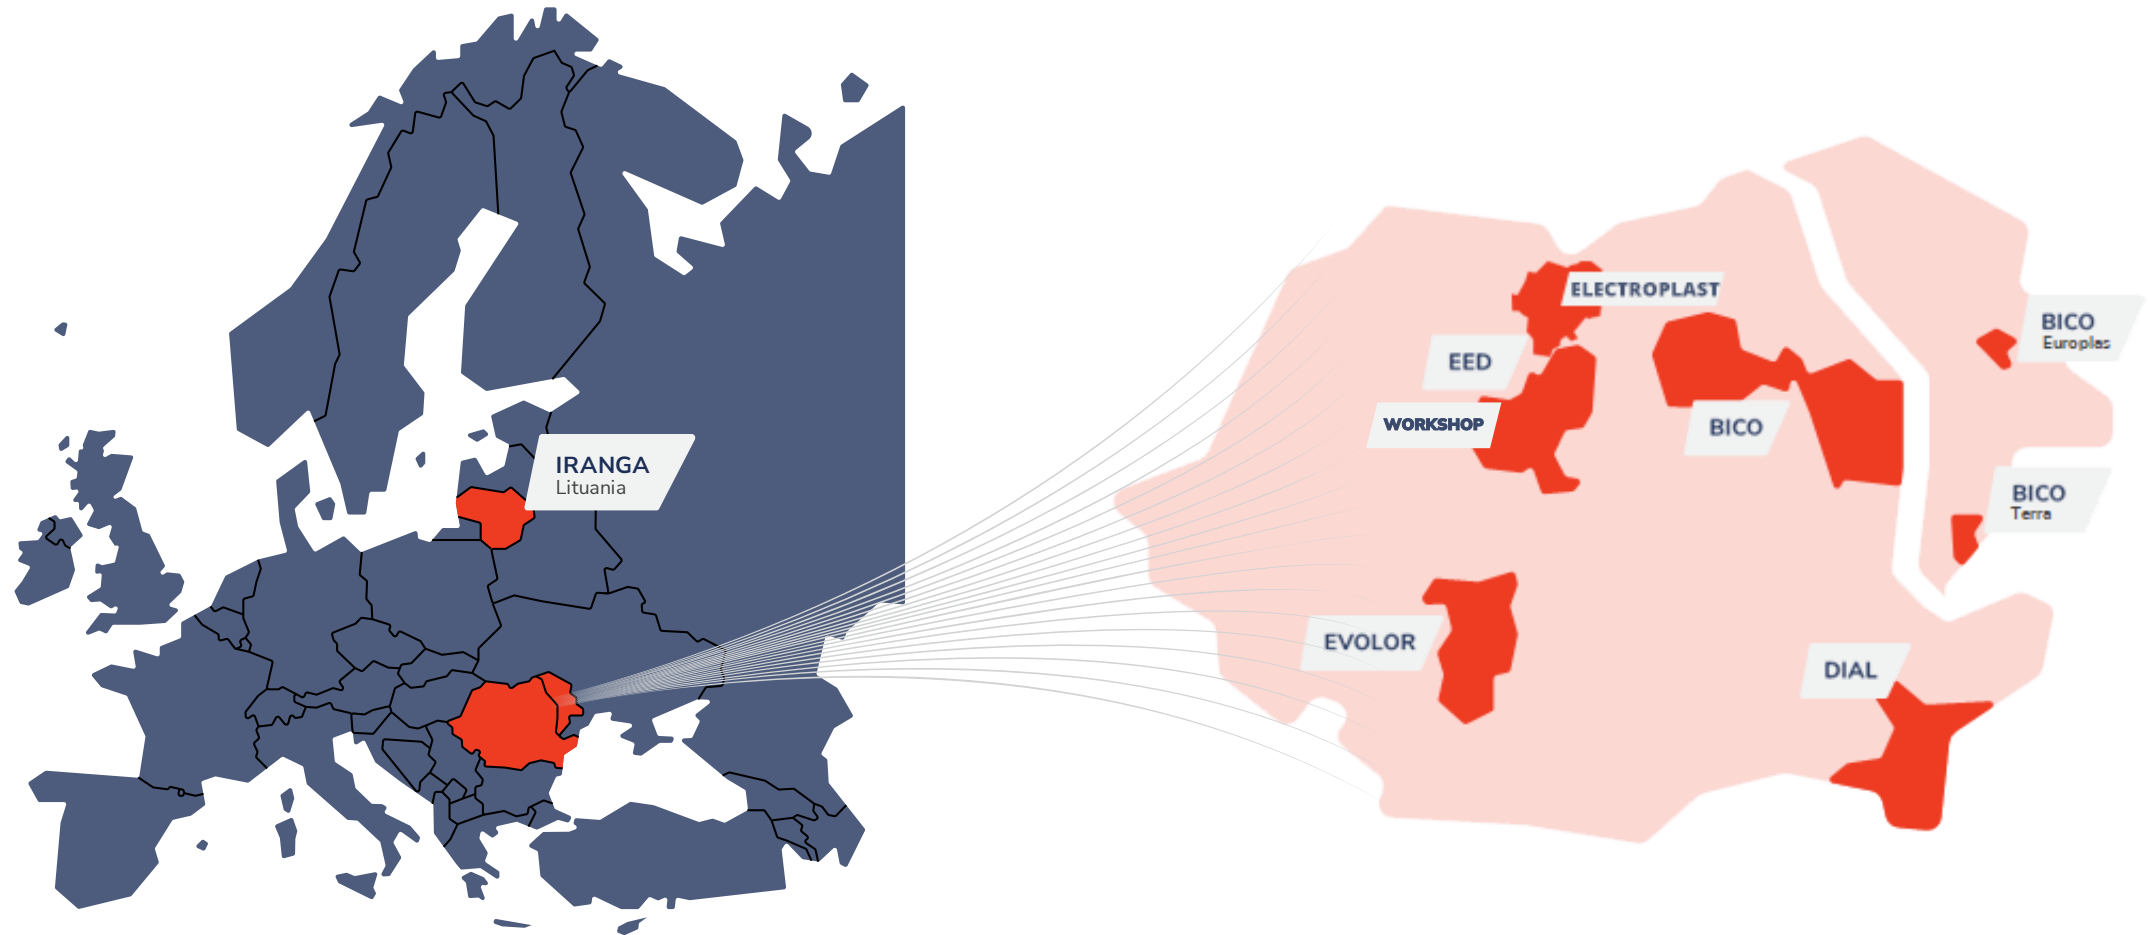 IRANGA
Lituania
ELECTROPLAST
EED
WORKSHOP
BICO
BICO
Europlas
BICO
Terra
EVOLOR
DIAL